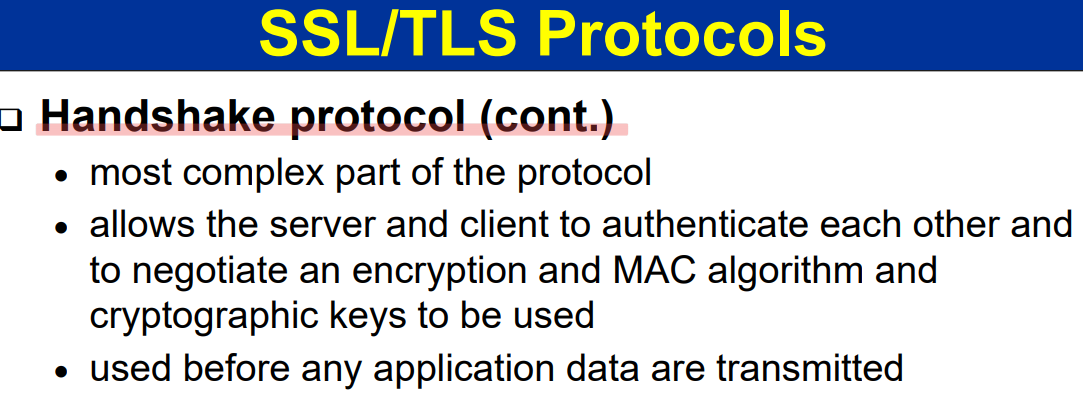 SSL/TLS Protocols
❑ Handshake protocol (cont.)
• most complex part of the protocol
• allows the server and client to authenticate each other and
to negotiate an encryption and MAC algorithm and
cryptographic keys to be used
• used before any application data are transmitted